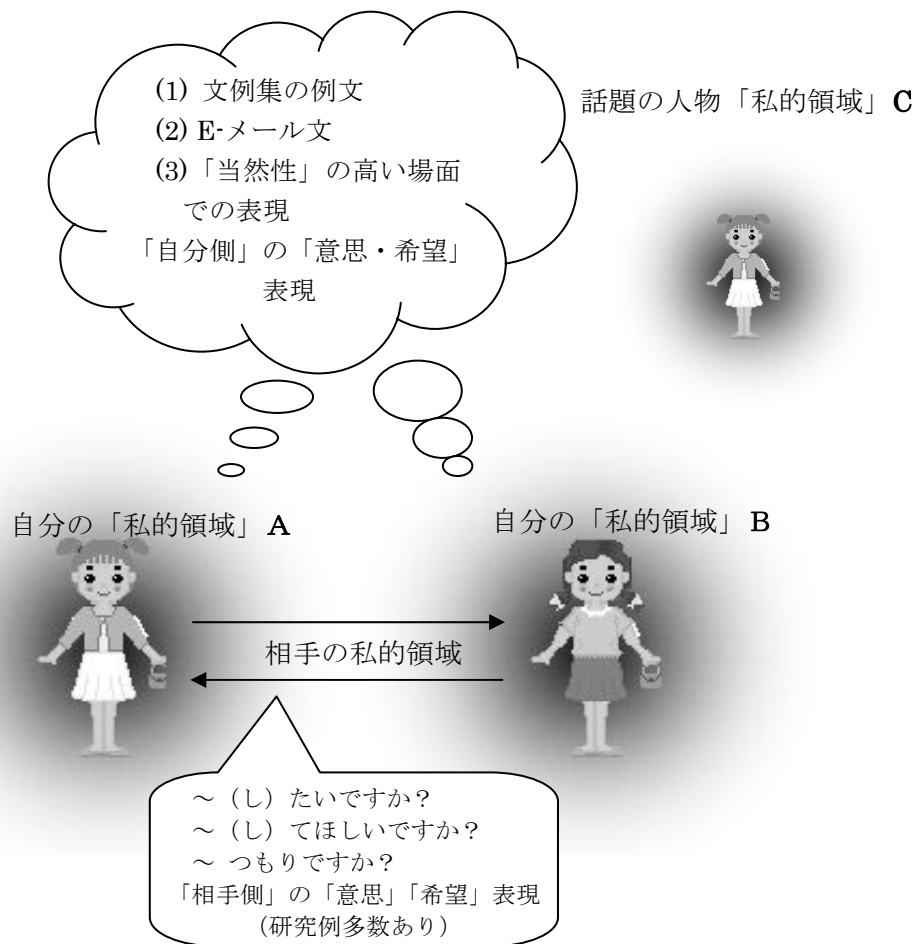 (1) 文例集の例文
(2) E-メール文
(3)「当然性」の高い場面
での表現
「自分側」の「意思・希望」
表現
話題の人物「私的領域」C
自分の「私的領域」A
自分の「私的領域」B
相手の私的領域
～（し）たいですか？
～（し）てほしいですか？
～ つもりですか？
「相手側」の「意思」「希望」表現
（研究例多数あり）